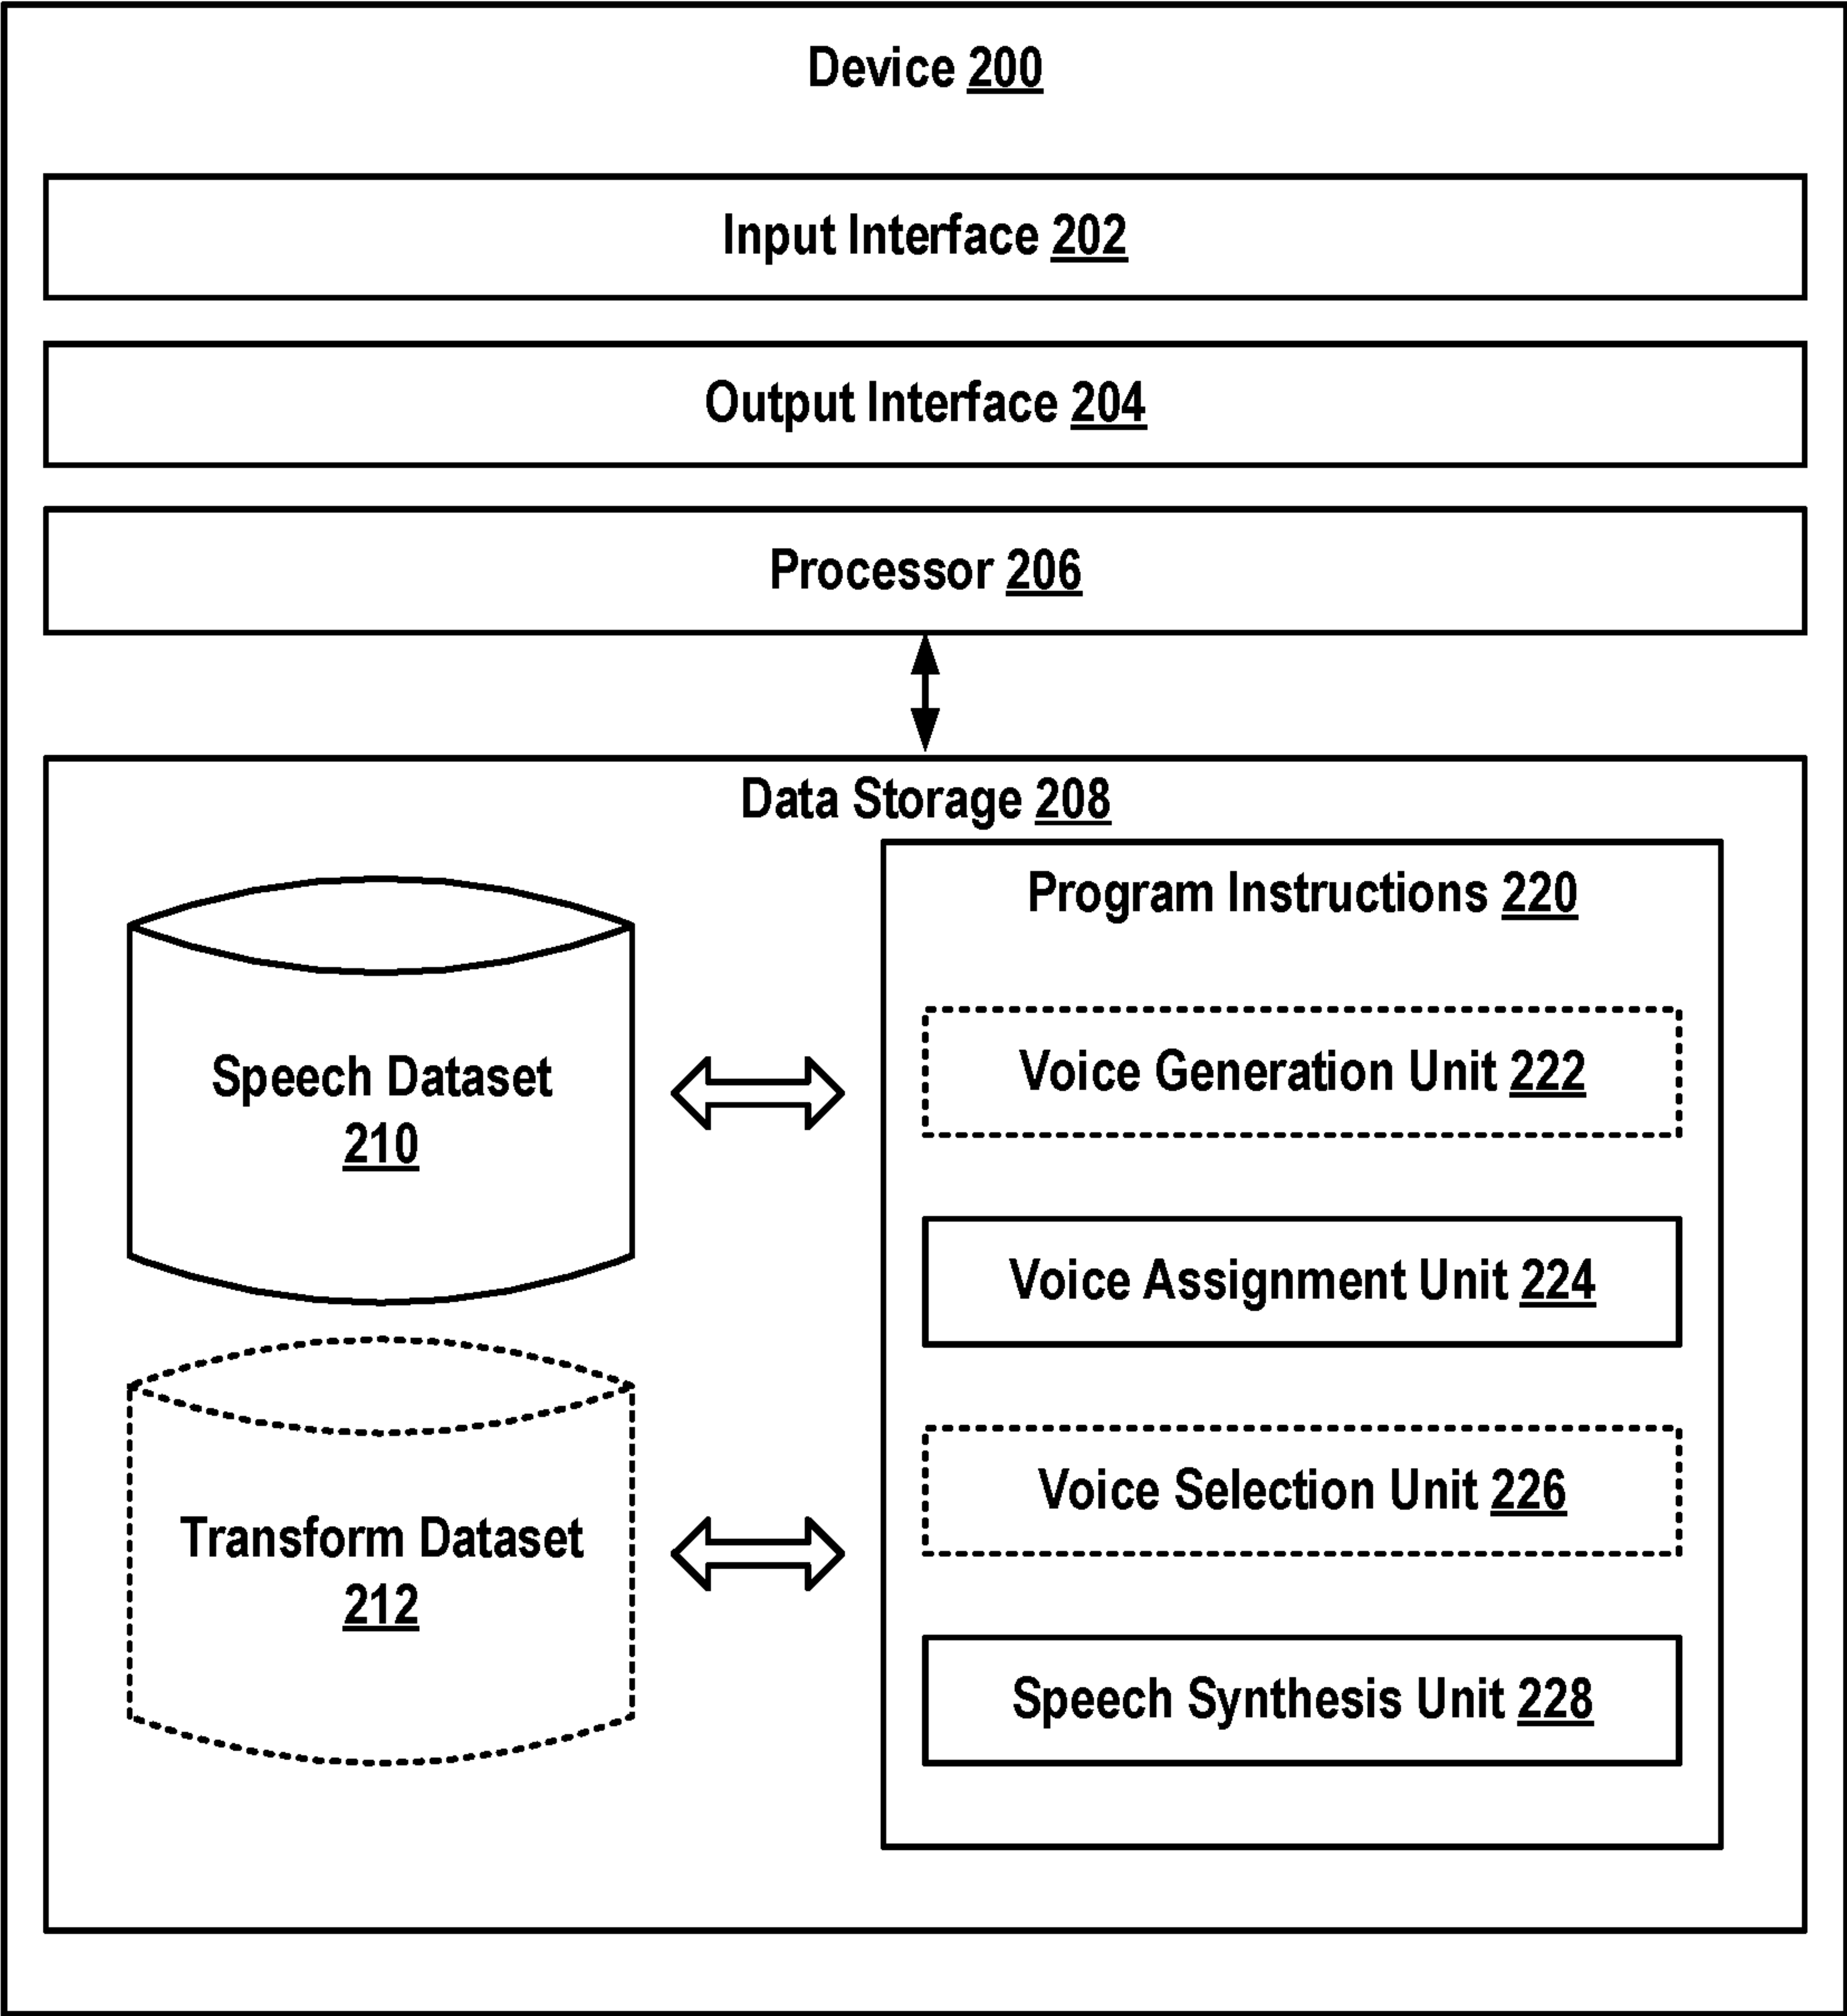 Device 200
Input Interface 202
Output Interface 204
Processor 206
Data Storage 208
Speech Dataset
210
Transform Dataset
212
Program Instructions 220
Voice Generation Unit 222
Voice Assignment Unit 224
Voice Selection Unit 226
Speech Synthesis Unit 228